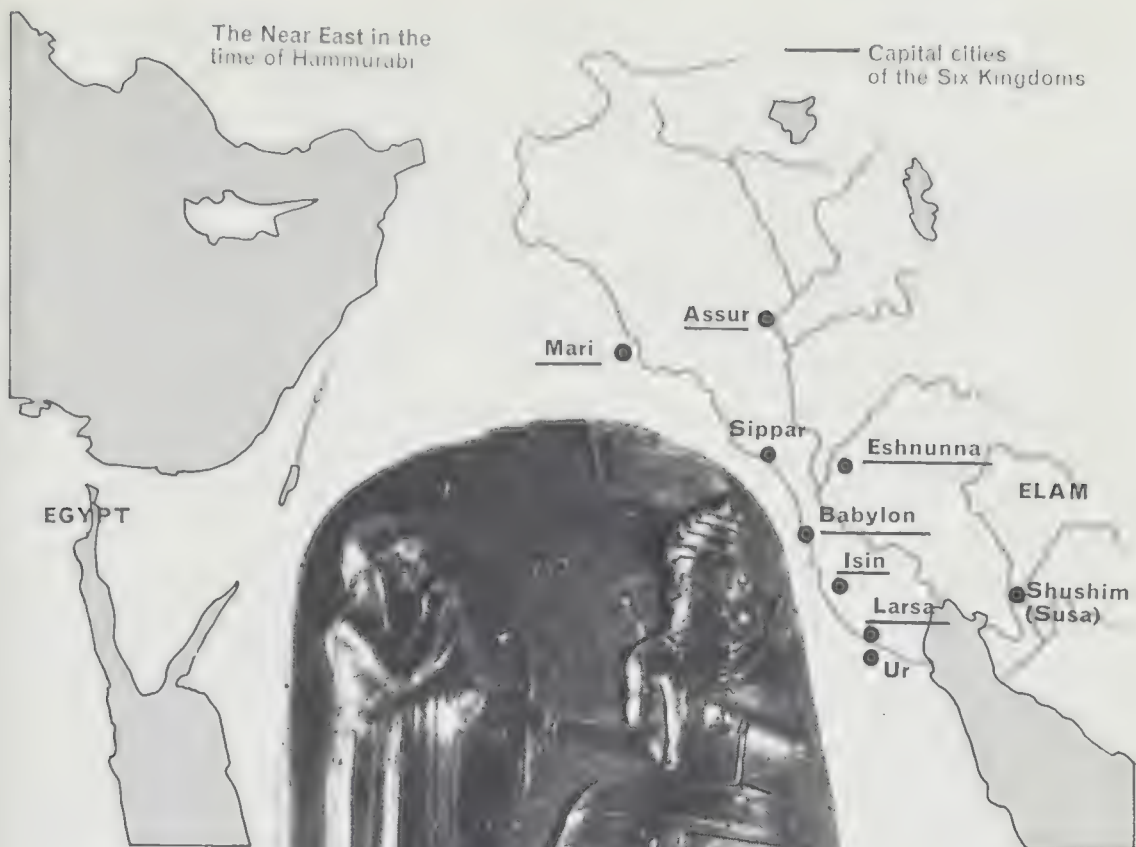 The Near East in the
time of Hammurabi
Capital cities
of the Six Kingdoms
Assur
Mari
Sippar
Eshnunna
ELAM
EGYPT
Babylon
Isin
Shushim
(Susa)
Larsa
Ur